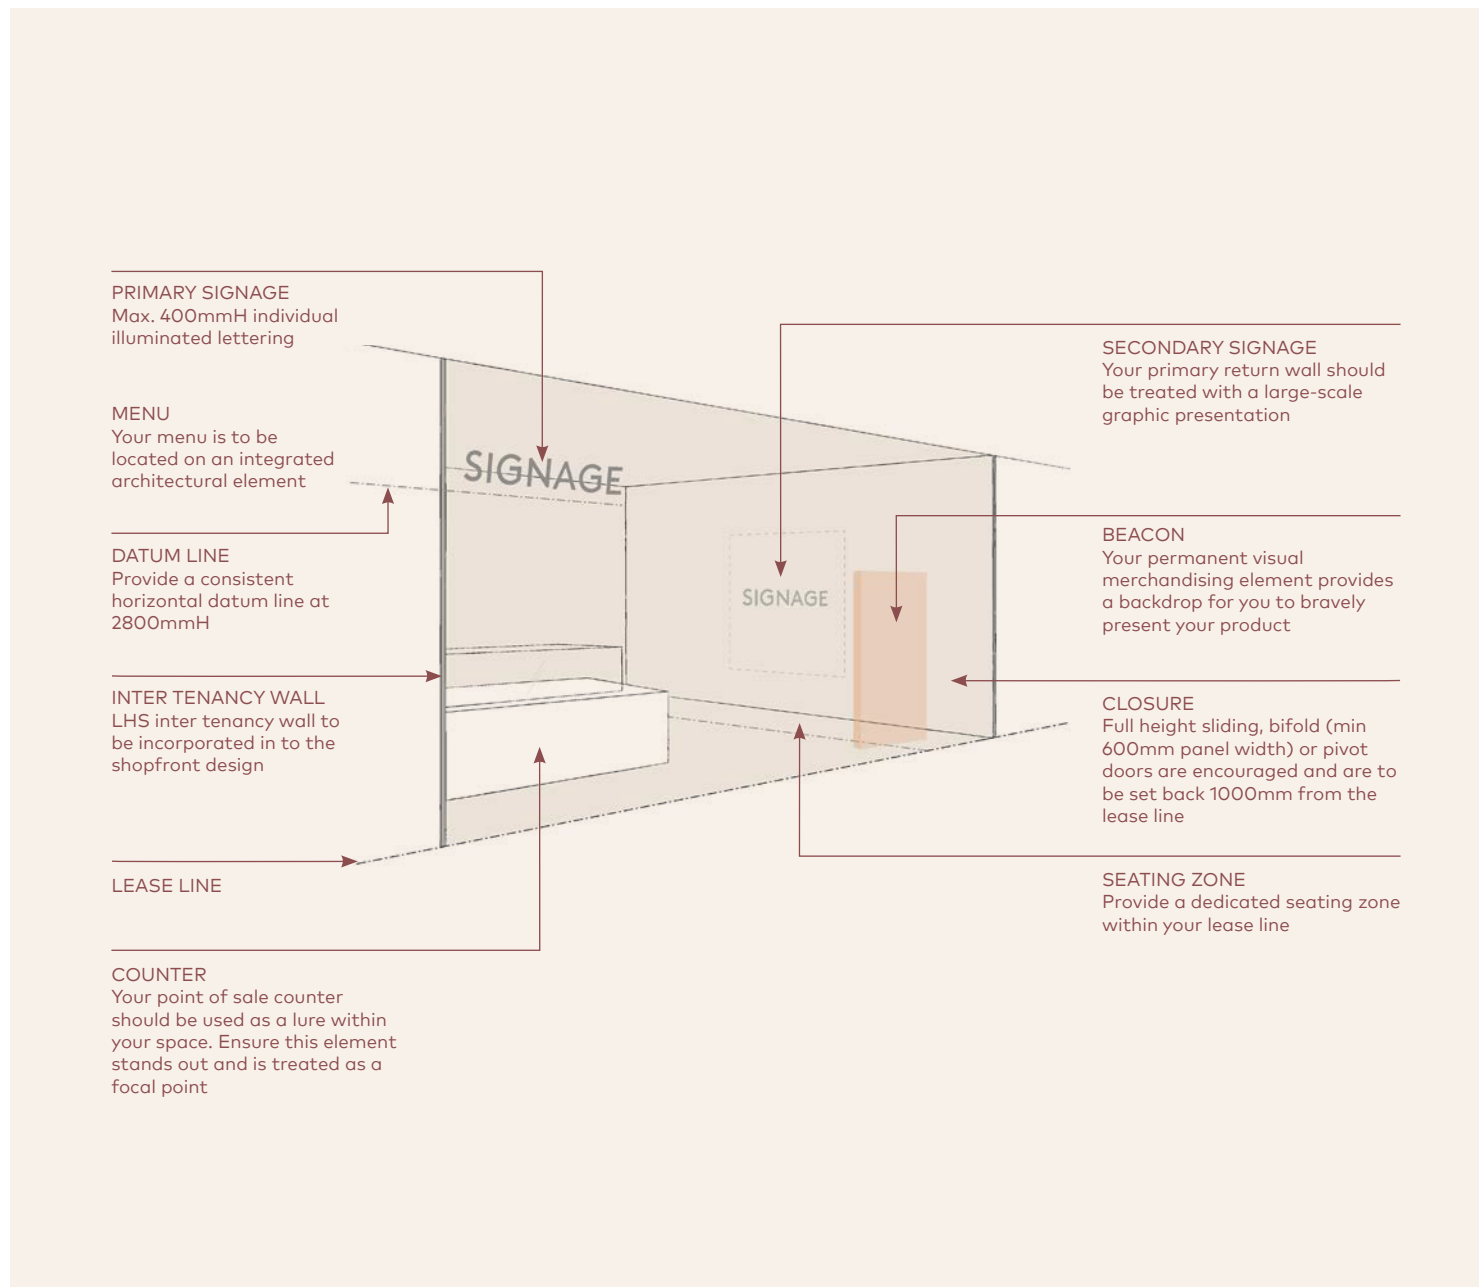 PRIMARY SIGNAGE
Max. 400mmH individual
illuminated lettering
MENU
Your menu is to be
located on an integrated
architectural element
DATUM LINE
Provide a consistent
horizontal datum line at
2800mmH
INTER TENANCY WALL
LHS inter tenancy wall to
be incorporated in to the
shopfront design
LEASE LINE
COUNTER
Your point of sale counter
should be used as a lure within
your space. Ensure this element
stands out and is treated as a
focal point
SIGNAGE
SIGNAGE
SECONDARY SIGNAGE
Your primary return wall should
be treated with a large-scale
graphic presentation
BEACON
Your permanent visual
merchandising element provides
a backdrop for you to bravely
present your product
CLOSURE
Full height sliding, bifold (min
600mm panel width) or pivot
doors are encouraged and are to
be set back 1000mm from the
lease line
SEATING ZONE
Provide a dedicated seating zone
within your lease line